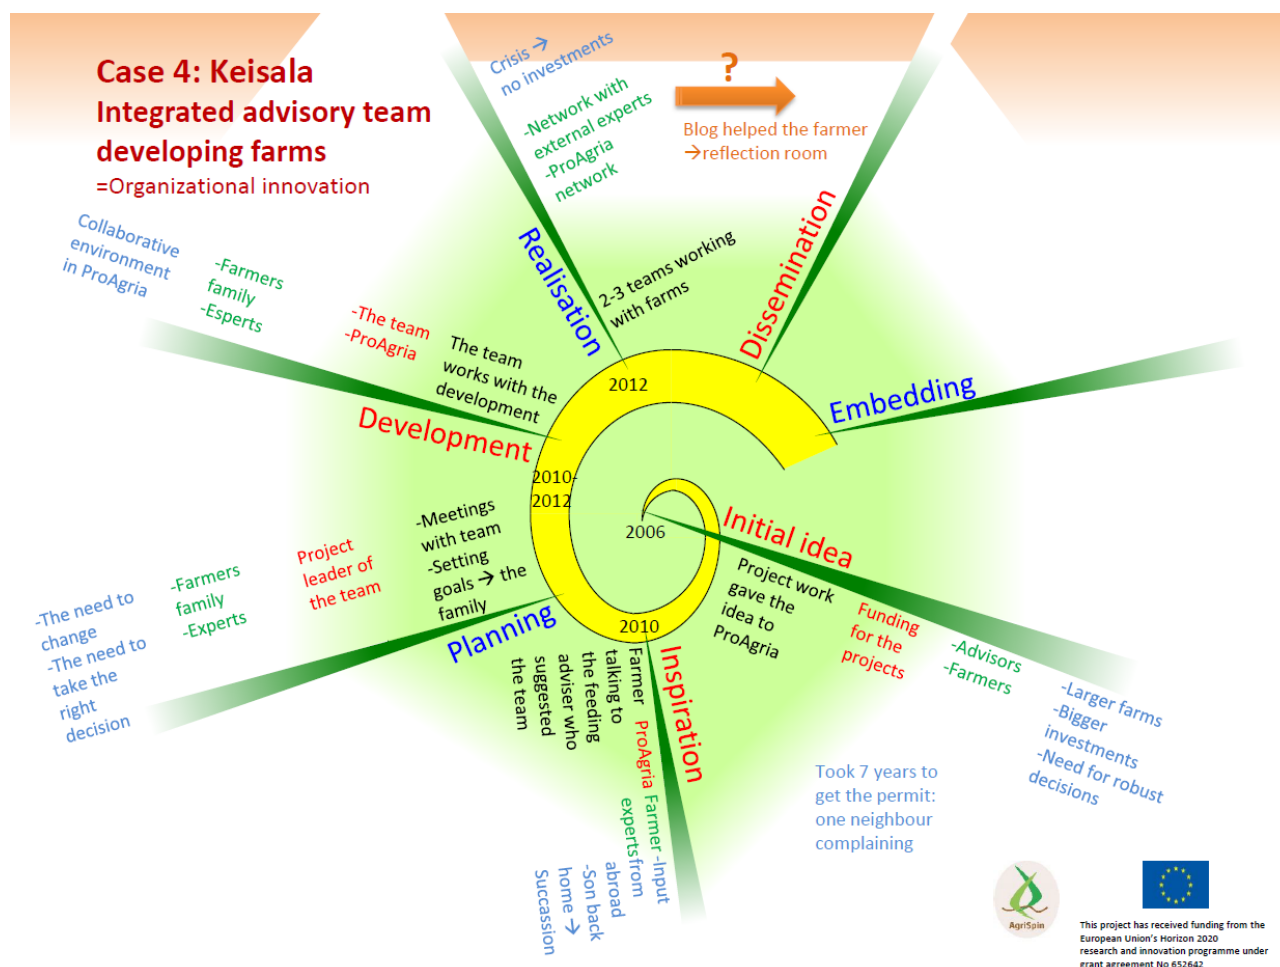 Case 4: Keisala
Integrated advisory team
developing farms
=Organizational innovation
Crisis →
no investments
-Network with
external experts
-ProAgria
network
?
Blog helped the farmer
→reflection room
Collaborative
environment
in ProAgria
-Farmers
family
-Esperts
-The team
-ProAgria
The team
works with the
development
Realisation
2-3 teams working
with farms
Dissemination
Embedding
Development
2012
2010-
2012
2006
2010
Initial idea
Project work
gave the
idea to
ProAgria
Funding
for the
projects
-Advisors
-Farmers
-Larger farms
-Bigger
investments
-Need for robust
decisions
-Meetings
with team
-Setting
goals → the
family
Project
leader of
the team
-Farmers
family
-Experts
-The need to
change
-The need to
take the
right
decision
Planning
Inspiration
Farmer
talking to
the feeding
adviser who
suggested
the team
ProAgria
Farmer
experts
-Input
from
abroad
-Son back
home →
Succassion
Took 7 years to
get the permit:
one neighbour
complaining
AgriSpin
This project has received funding from the
European Union's Horizon 2020
research and innovation programme under
grant agreement No 652642